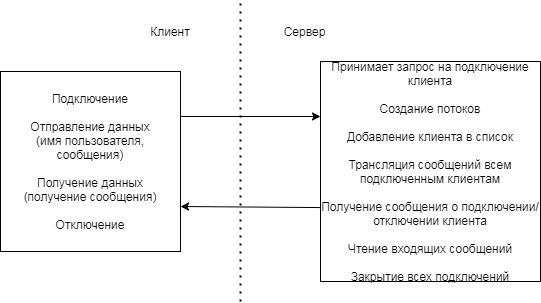 Клиент
Сервер
Подключение
Отправление данных
(имя пользователя,
сообщения)
Получение данных
(получение сообщения)
Отключение
Принимает запрос на подключение
клиента
Создание потоков
Добавление клиента в список
Трансляция сообщений всем
подключенным клиентам
Получение сообщения о подключении/
отключении клиента
Чтение входящих сообщений
Закрытие всех подключений